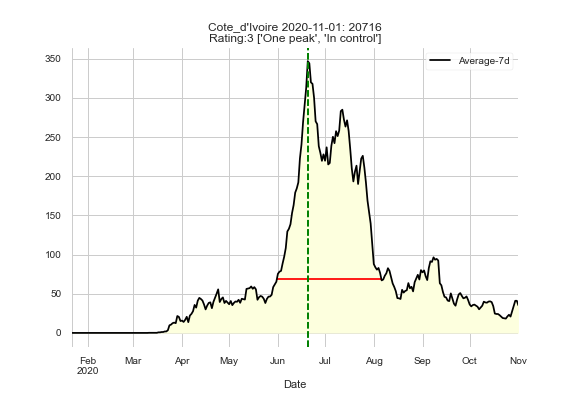 Cote_d'Ivoire 2020-11-01: 20716
Rating:3 ['One peak', 'In control']
Average-7d
350
300
250
200
150
100
50
0
Feb Mar Apr May Jun Jul Aug Sep Oct Nov
2020
Date